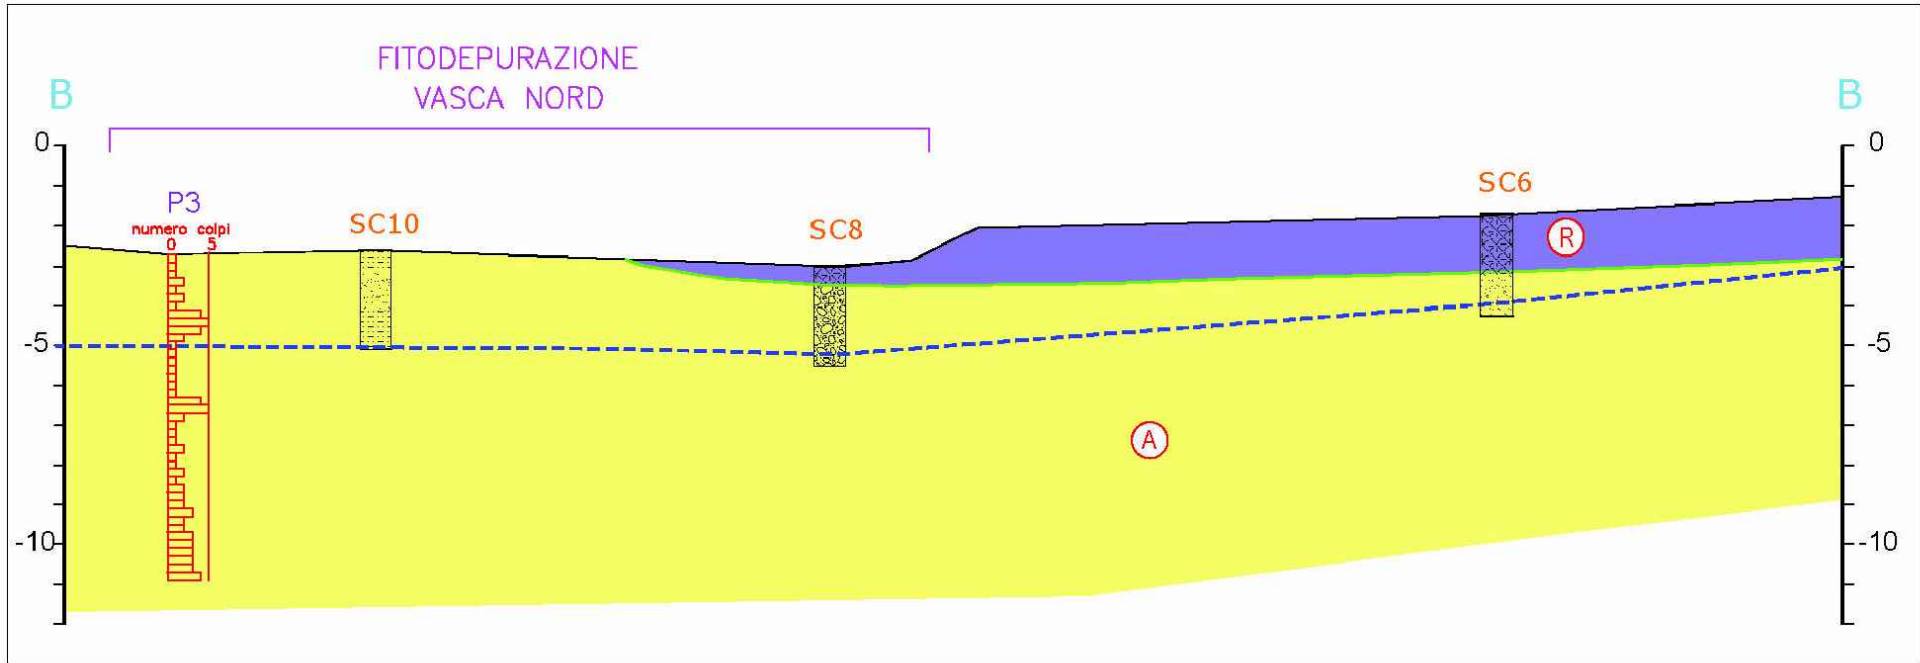 FITODEPURAZIONE
VASCA NORD
B B
0 0
P3
numero colpi
0 5
SC10
SC8
SC6
R
-5 -5
A
-10 -10